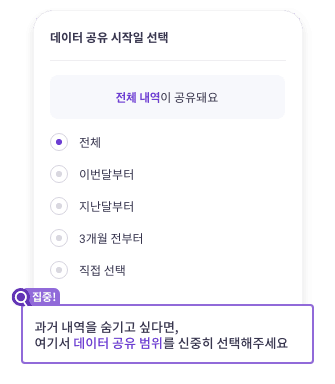 데이터 공유 시작일 선택
전체 내역이 공유돼요
전체
이번달부터
지난달부터
3개월 전부터
직접 선택
집중!
과거 내역을 숨기고 싶다면,
여기서 데이터 공유 범위를 신중히 선택해주세요